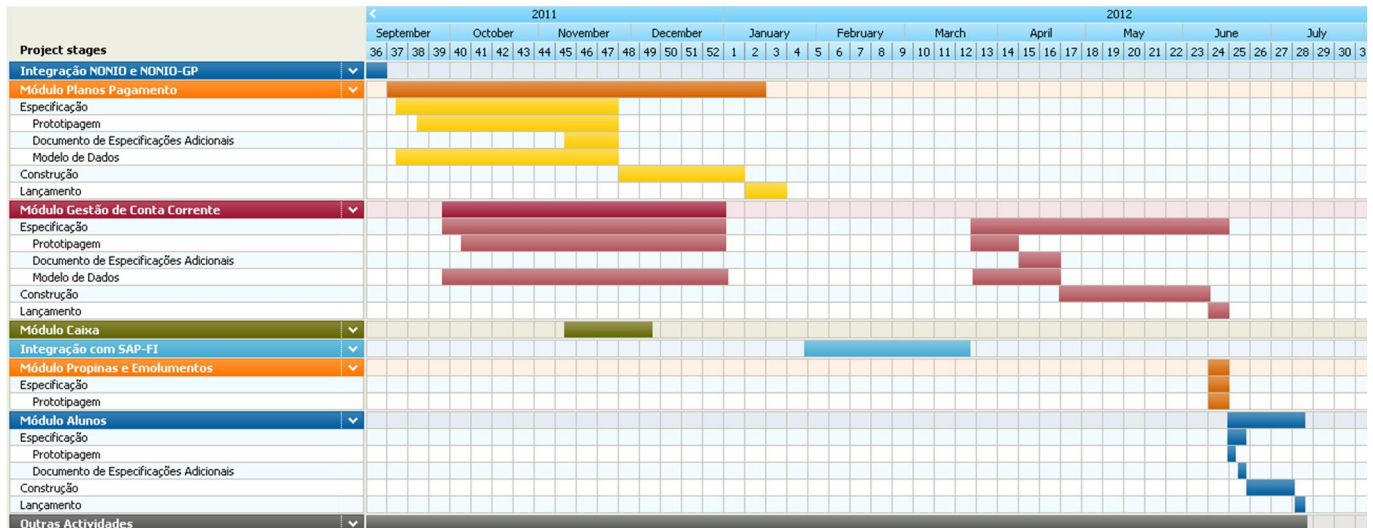 2011 2012
September October November December January February March April May June July
Project stages 36 37 38 39 40 41 42 43 44 45 46 47 48 49 50 51 52 1 2 3 4 5 6 7 8 9 10 11 12 13 14 15 16 17 18 19 20 21 22 23 24 25 26 27 28 29 30 3
Integração NONIO e NONIO-GP
Módulo Planos Pagamento
Especificação
Prototipagem
Documento de Especificações Adicionais
Modelo de Dados
Construção
Lançamento
Módulo Gestão de Conta Corrente
Especificação
Prototipagem
Documento de Especificações Adicionais
Modelo de Dados
Construção
Lançamento
Módulo Caixa
Integração com SAP-FI
Módulo Propinas e Emolumentos
Especificação
Prototipagem
Módulo Alunos
Especificação
Prototipagem
Documento de Especificações Adicionais
Construção
Lançamento
Outras Actividades